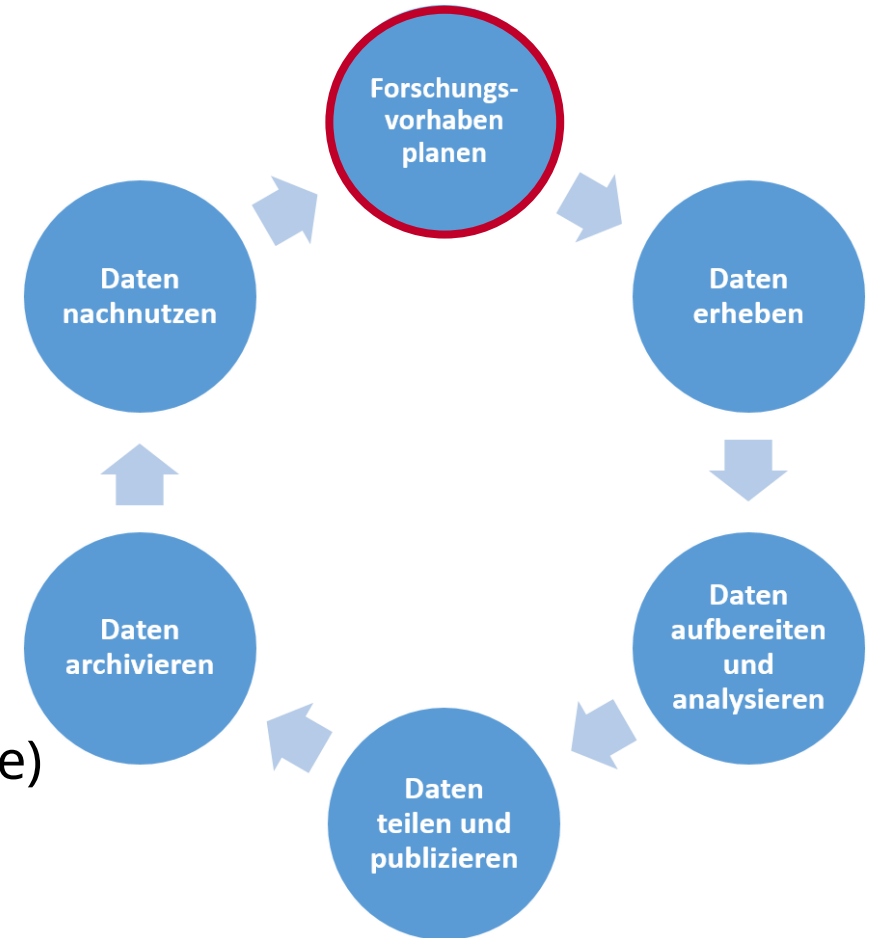 Forschungs-
vorhaben
planen
Daten
erheben
Daten
aufbereiten
und
analysieren
Daten
teilen und
publizieren
Daten
archivieren
Daten
nachnutzen
e)